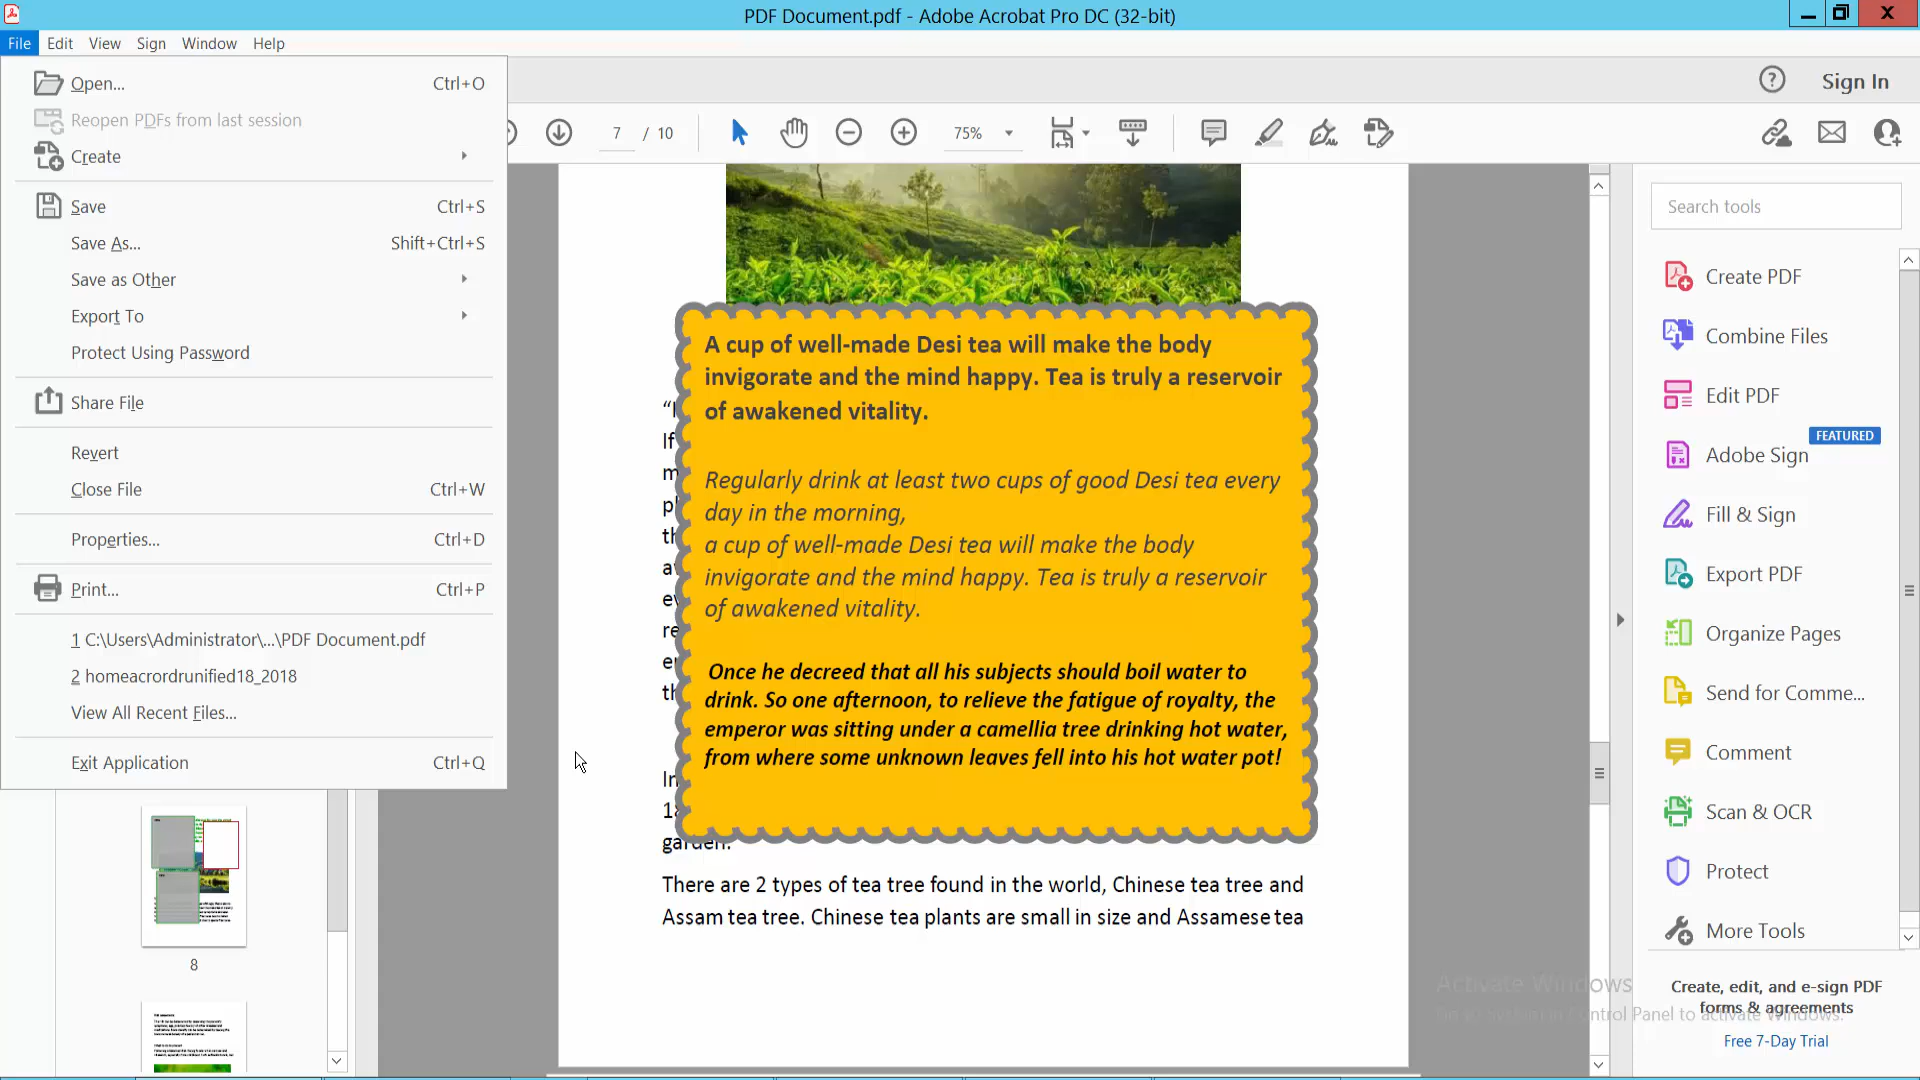 PDF Document.pdf - Adobe Acrobat Pro DC (32-bit)
File Edit View Sign Window Help
Open... Ctrl+O
Reopen PDFs from last session
Create
Save Ctrl+S
Save As... Shift+Ctrl+S
Save as Other
Export To
Protect Using Password
Share File
Revert
Close File Ctrl+W
Properties... Ctrl+D
Print... Ctrl+P
1 C:\Users\Administrator\...\PDF Document.pdf
2 homeacrordrunified18_2018
View All Recent Files...
Exit Application Ctrl+Q
8
Sign In
7 / 10
75%
A cup of well-made Desi tea will make the body
invigorate and the mind happy. Tea is truly a reservoir
of awakened vitality.
Regularly drink at least two cups of good Desi tea every
day in the morning,
a cup of well-made Desi tea will make the body
invigorate and the mind happy. Tea is truly a reservoir
of awakened vitality.
Once he decreed that all his subjects should boil water to
drink. So one afternoon, to relieve the fatigue of royalty, the
emperor was sitting under a camellia tree drinking hot water,
from where some unknown leaves fell into his hot water pot!
If
In
garden.
There are 2 types of tea tree found in the world, Chinese tea tree and
Assam tea tree. Chinese tea plants are small in size and Assamese tea
Search tools
Create PDF
Combine Files
Edit PDF
FEATURED
Adobe Sign
Fill & Sign
Export PDF
Organize Pages
Send for Comme...
Comment
Scan & OCR
Protect
More Tools
Activate Windows
Control Panel to activate Windows.
Create, edit, and e-sign PDF
forms & agreements
Free 7-Day Trial